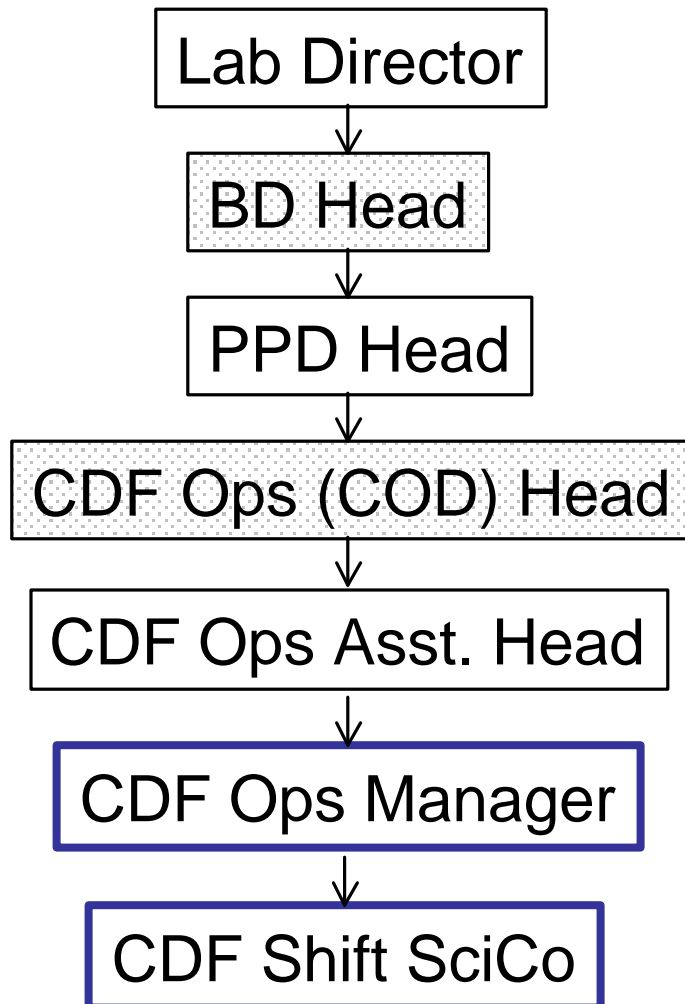 Lab Director
BD Head
PPD Head
CDF Ops (COD) Head
CDF Ops Asst. Head
CDF Ops Manager
CDF Shift SciCo